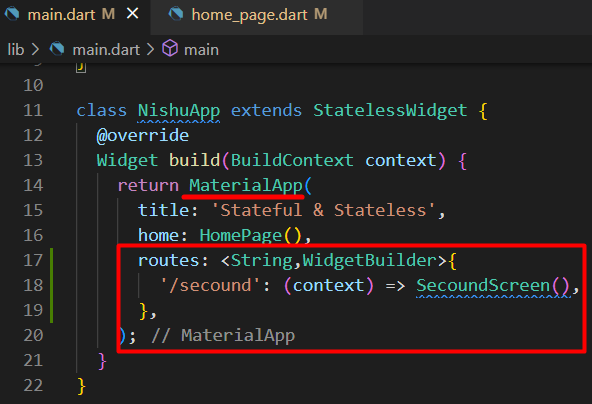 main.dart M × home_page.dart M
lib > main.dart > main
10
11 class NishuApp extends StatelessWidget {
12 @override
13 Widget build(BuildContext context) {
14 return MaterialApp(
15 title: 'Stateful & Stateless',
16 home: HomePage(),
17 routes: <String,WidgetBuilder>{
18 '/secound': (context) => SecoundScreen(),
19 },
20 ); // MaterialApp
21 }
22 }